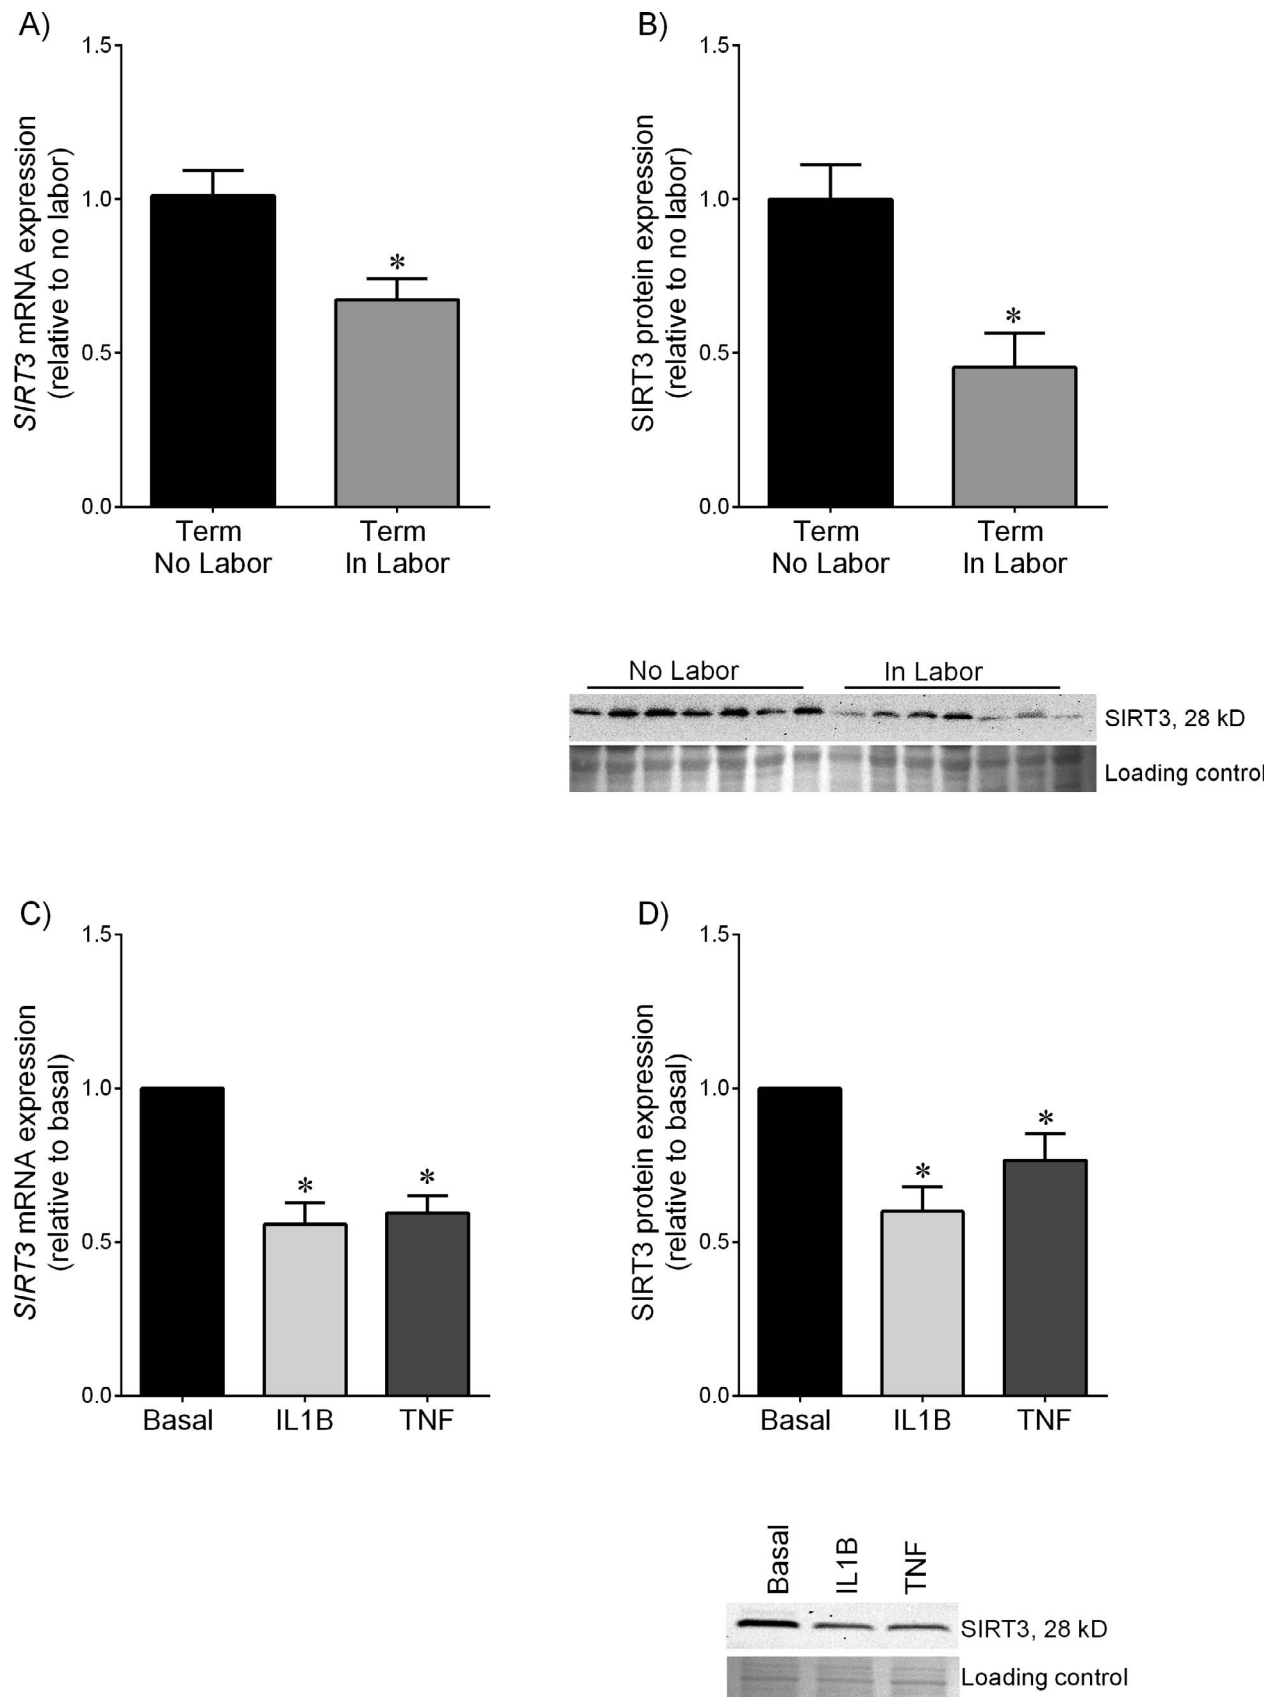 A)
SIRT3 mRNA expression
(relative to no labor)
1.5
1.0
0.5
0.0
*
Term
No Labor
Term
In Labor
B)
SIRT3 protein expression
(relative to no labor)
1.5
1.0
0.5
0.0
*
Term
No Labor
Term
In Labor
No Labor
In Labor
SIRT3, 28 kD
Loading control
C)
SIRT3 mRNA expression
(relative to basal)
1.5
1.0
0.5
0.0
*
*
Basal
IL1B
TNF
D)
SIRT3 protein expression
(relative to basal)
1.5
1.0
0.5
0.0
*
*
Basal
IL1B
TNF
Basal
IL1B
TNF
SIRT3, 28 kD
Loading control